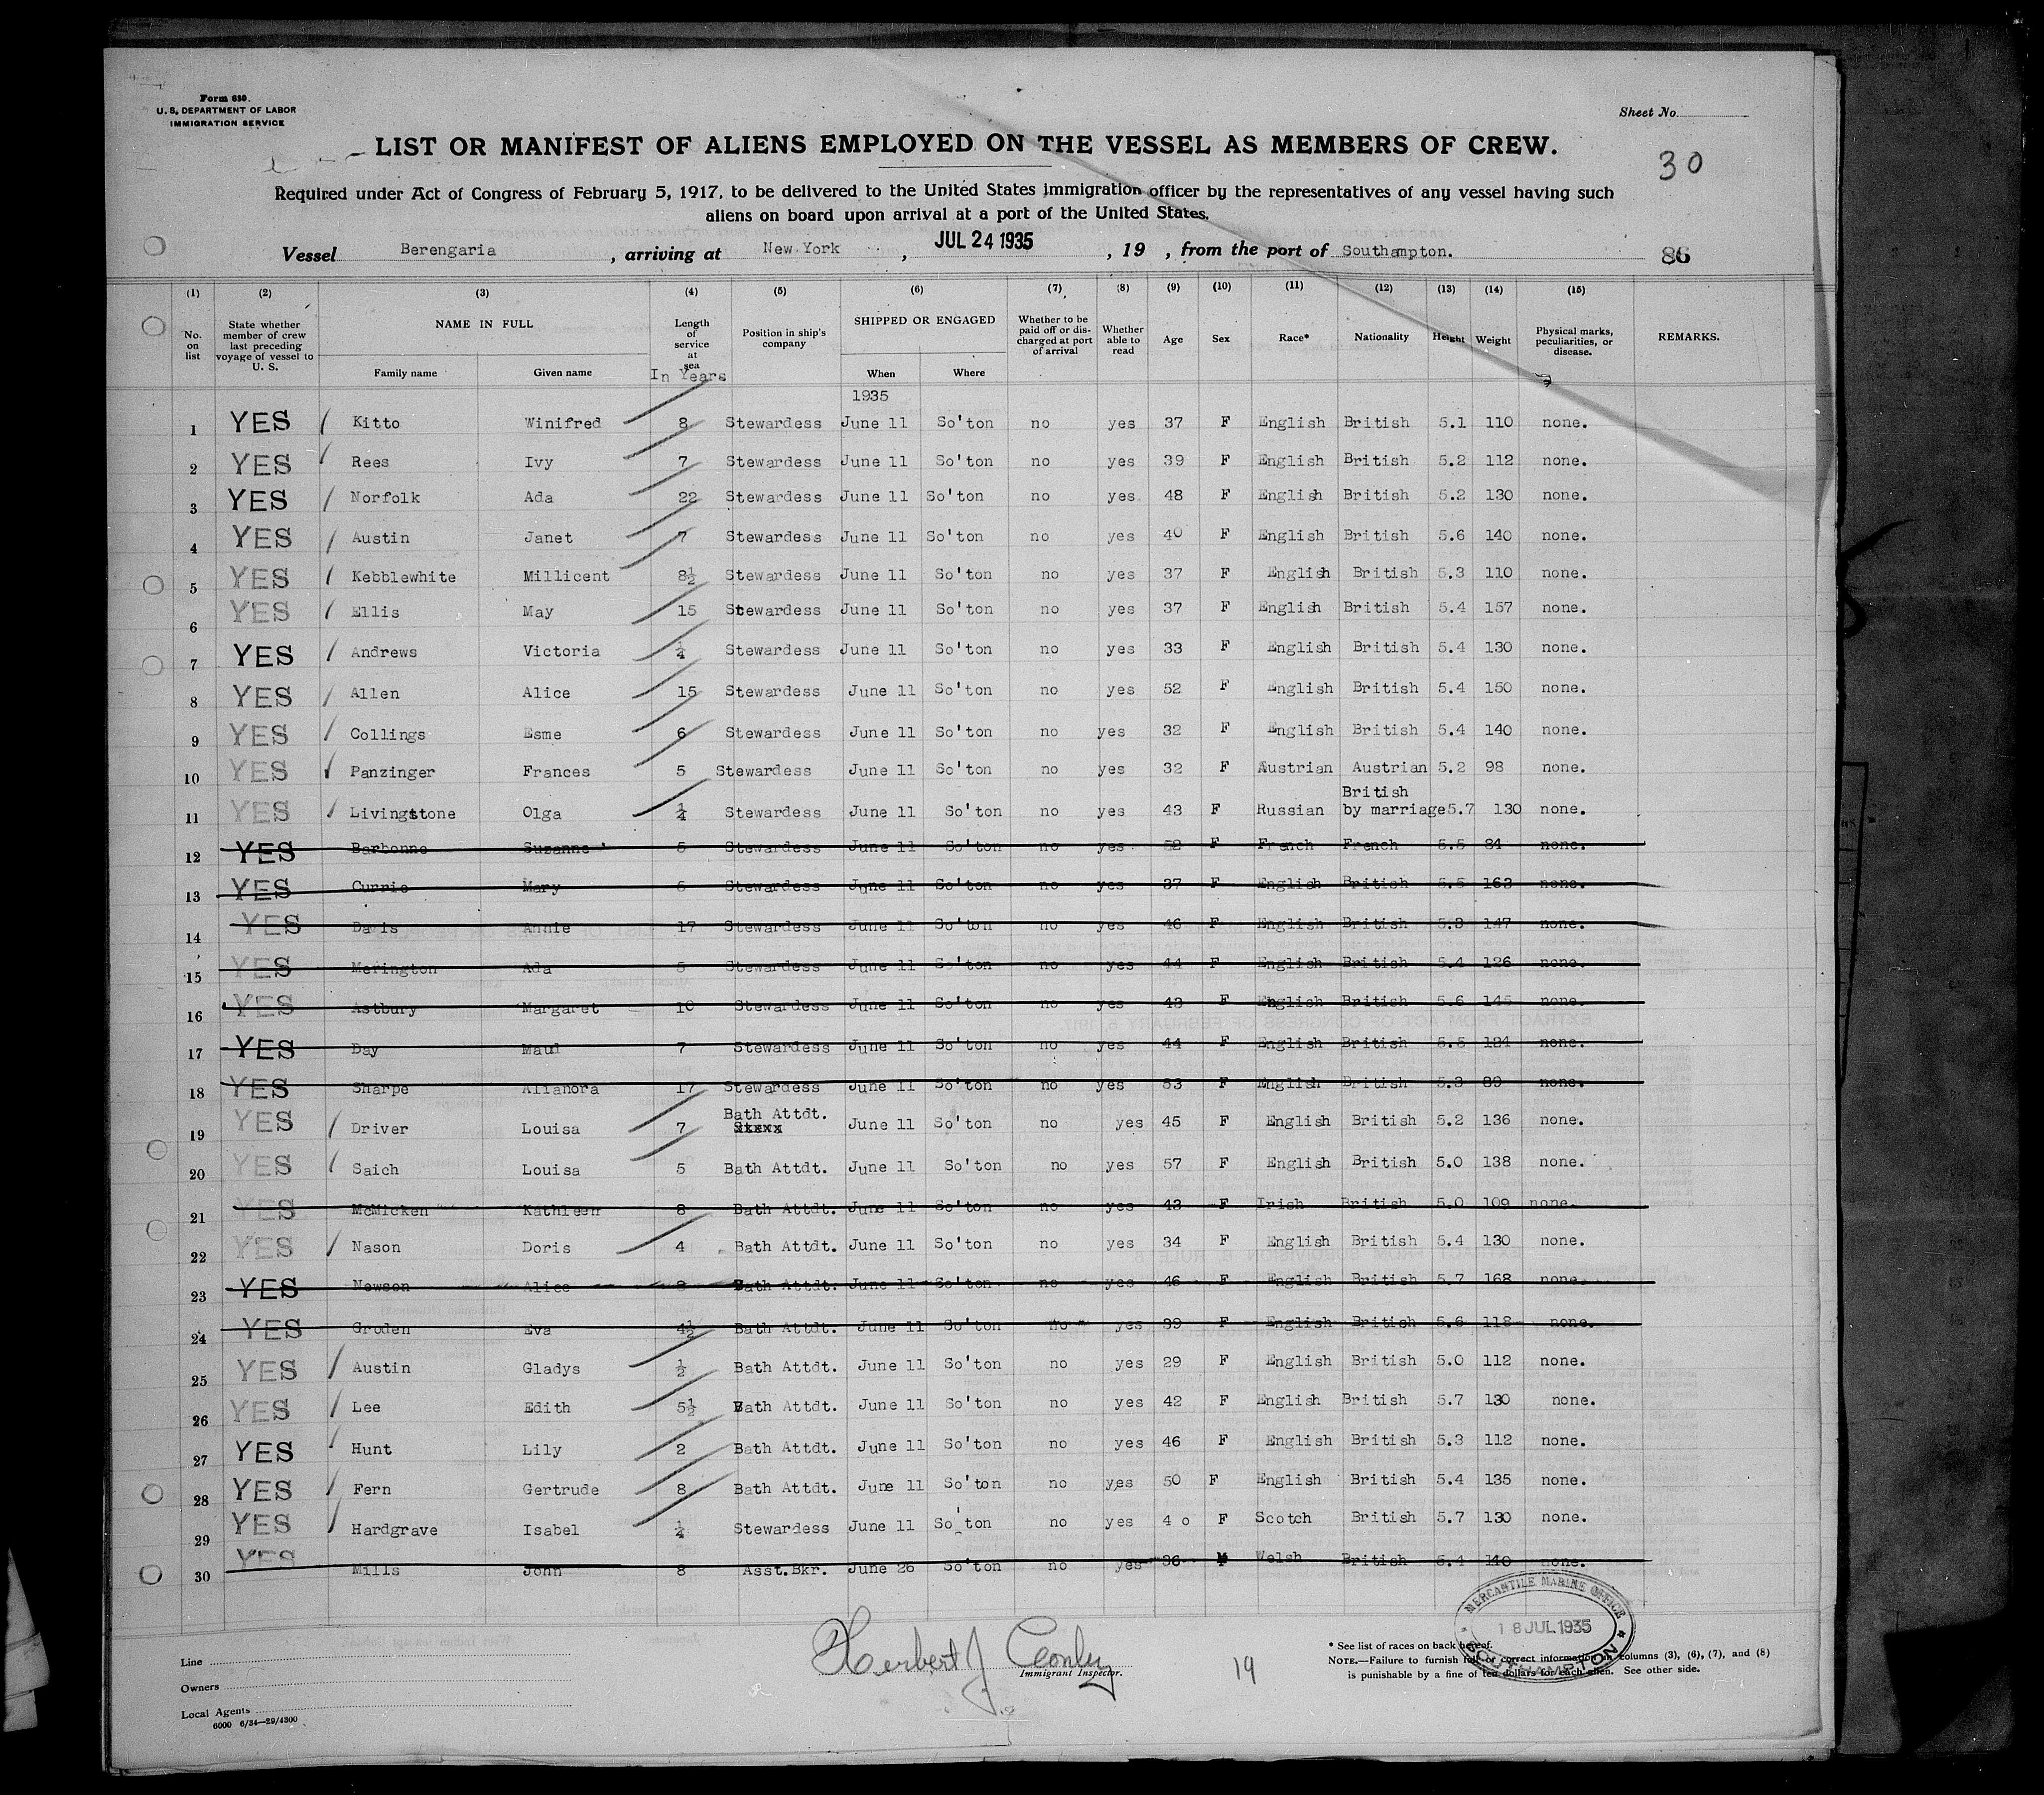 Form 680.
U. S. DEPARTMENT OF LABOR
IMMIGRATION SERVICE
Sheet No.
LIST OR MANIFEST OF ALIENS EMPLOYED ON THE VESSEL AS MEMBERS OF CREW.
30
Required under Act of Congress of February 5, 1917, to be delivered to the United States immigration officer by the representatives of any vessel having such
aliens on board upon arrival at a port of the United States.
Vessel Berengaria , arriving at New York , JUL 24 1935 , 19 , from the port of Southampton. 86
(1) (2) (3) (4) (5) (6) (7) (8) (9) (10) (11) (12) (13) (14) (15)
No. on list State whether member of crew last preceding voyage of vessel to U. S. NAME IN FULL Family name Given name Length of service at sea In Years Position in ship's company SHIPPED OR ENGAGED When Where Whether to be paid off or discharged at port of arrival Whether able to read Age Sex Race* Nationality Height Weight Physical marks, peculiarities, or disease. REMARKS.
1935
1 YES Kitto Winifred 8 Stewardess June 11 So'ton no yes 37 F English British 5.1 110 none.
2 YES Rees Ivy 7 Stewardess June 11 So'ton no yes 39 F English British 5.2 112 none.
3 YES Norfolk Ada 22 Stewardess June 11 So'ton no yes 48 F English British 5.2 130 none.
4 YES Austin Janet 7 Stewardess June 11 So'ton no yes 40 F English British 5.6 140 none.
5 YES Kebblewhite Millicent 8½ Stewardess June 11 So'ton no yes 37 F English British 5.3 110 none.
6 YES Ellis May 15 Stewardess June 11 So'ton no yes 37 F English British 5.4 157 none.
7 YES Andrews Victoria ¼ Stewardess June 11 So'ton no yes 33 F English British 5.4 130 none.
8 YES Allen Alice 15 Stewardess June 11 So'ton no yes 52 F English British 5.4 150 none.
9 YES Collings Esme 6 Stewardess June 11 So'ton no yes 32 F English British 5.4 140 none.
10 YES Panzinger Frances 5 Stewardess June 11 So'ton no yes 32 F Austrian Austrian 5.2 98 none.
11 YES Livingstone Olga ¼ Stewardess June 11 So'ton no yes 43 F Russian British by marriage 5.7 130 none.
12 YES Barbonne Suzanne 5 Stewardess June 11 So'ton no yes 52 F French French 5.5 84 none.
13 YES Currie Mary 6 Stewardess June 11 So'ton no yes 37 F English British 5.5 163 none.
14 YES Davis Annie 17 Stewardess June 11 So'ton no yes 46 F English British 5.3 147 none.
15 YES Merington Ada 5 Stewardess June 11 So'ton no yes 44 F English British 5.4 126 none.
16 YES Astbury Margaret 10 Stewardess June 11 So'ton no yes 43 F English British 5.6 145 none.
17 YES Day Maud 7 Stewardess June 11 So'ton no yes 44 F English British 5.5 124 none.
18 YES Sharpe Alianora 17 Stewardess June 11 So'ton no yes 53 F English British 5.3 89 none.
19 YES Driver Louisa 7 Bath Attdt. Sxxxx June 11 So'ton no yes 45 F English British 5.2 136 none.
20 YES Saich Louisa 5 Bath Attdt. June 11 So'ton no yes 57 F English British 5.0 138 none.
21 YES McMicken Kathleen 8 Bath Attdt. June 11 So'ton no yes 43 F Irish British 5.0 109 none.
22 YES Nason Doris 4 Bath Attdt. June 11 So'ton no yes 34 F English British 5.4 130 none.
23 YES Newson Alice 8 Bath Attdt. June 11 So'ton no yes 46 F English British 5.7 168 none.
24 YES Groden Eva 4½ Bath Attdt. June 11 So'ton no yes 39 F English British 5.6 118 none.
25 YES Austin Gladys ½ Bath Attdt. June 11 So'ton no yes 29 F English British 5.0 112 none.
26 YES Lee Edith 5½ Bath Attdt. June 11 So'ton no yes 42 F English British 5.7 130 none.
27 YES Hunt Lily 2 Bath Attdt. June 11 So'ton no yes 46 F English British 5.3 112 none.
28 YES Fern Gertrude 8 Bath Attdt. June 11 So'ton no yes 50 F English British 5.4 135 none.
29 YES Hardgrave Isabel ¼ Stewardess June 11 So'ton no yes 40 F Scotch British 5.7 130 none.
30 YES Mills John 8 Asst.Bkr. June 26 So'ton no yes 36 M Welsh British 5.4 140 none.
MERCANTILE MARINE OFFICE
18 JUL 1935
SOUTHAMPTON
Line
Owners
Local Agents
6000 6/34—29/4300
Herbert J Conley
Immigrant Inspector.
19
* See list of races on back hereof.
NOTE.—Failure to furnish full or correct information in columns (3), (6), (7), and (8)
is punishable by a fine of ten dollars for each alien. See other side.